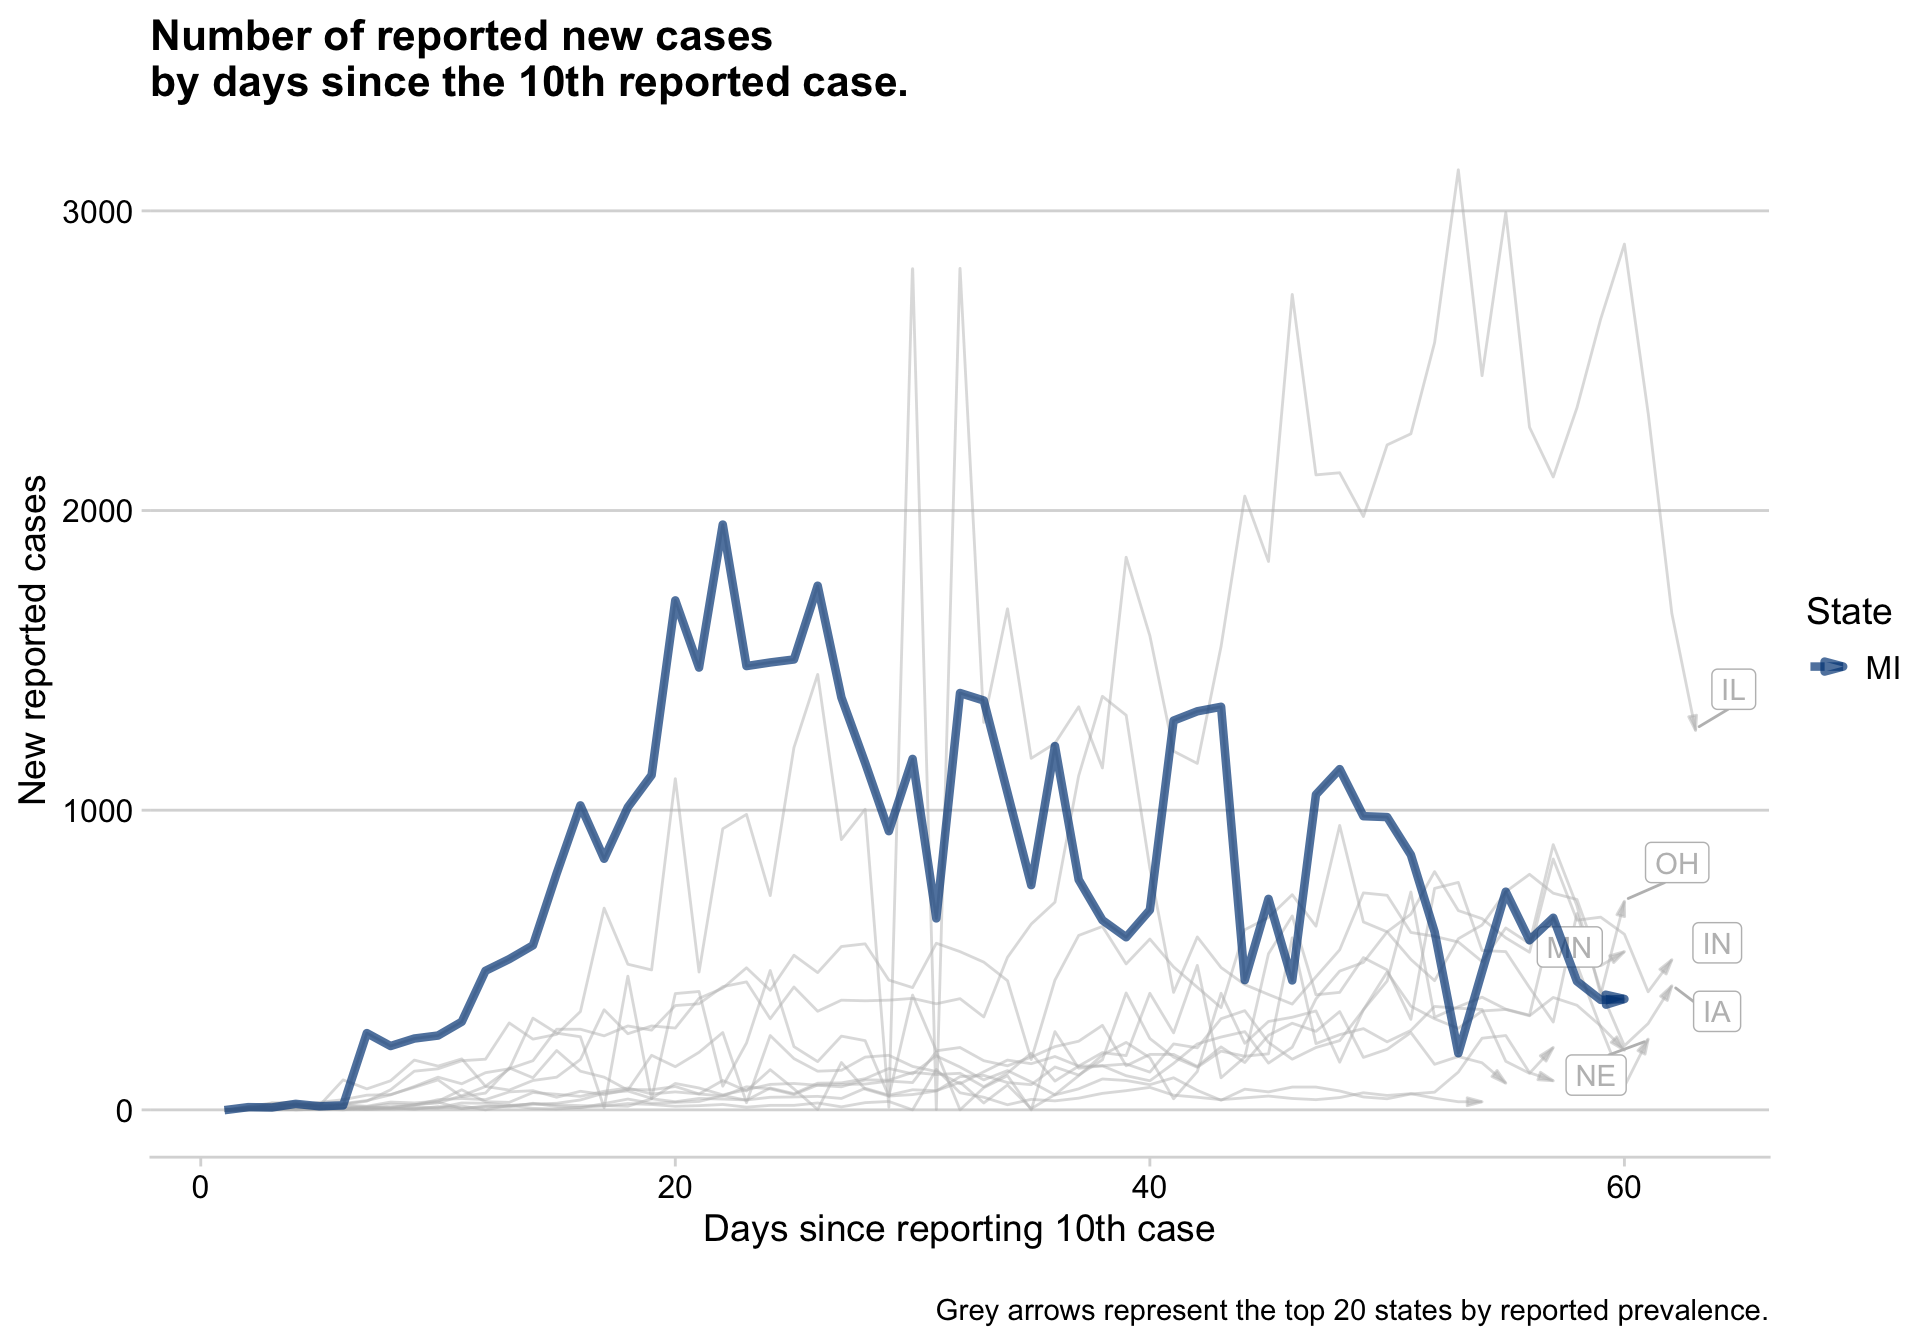 Number of reported new cases
by days since the 10th reported case.
New reported cases
3000
2000
1000
0
0
20
40
60
Days since reporting 10th case
IL
OH
MN
IN
IA
NE
State
MI
Grey arrows represent the top 20 states by reported prevalence.